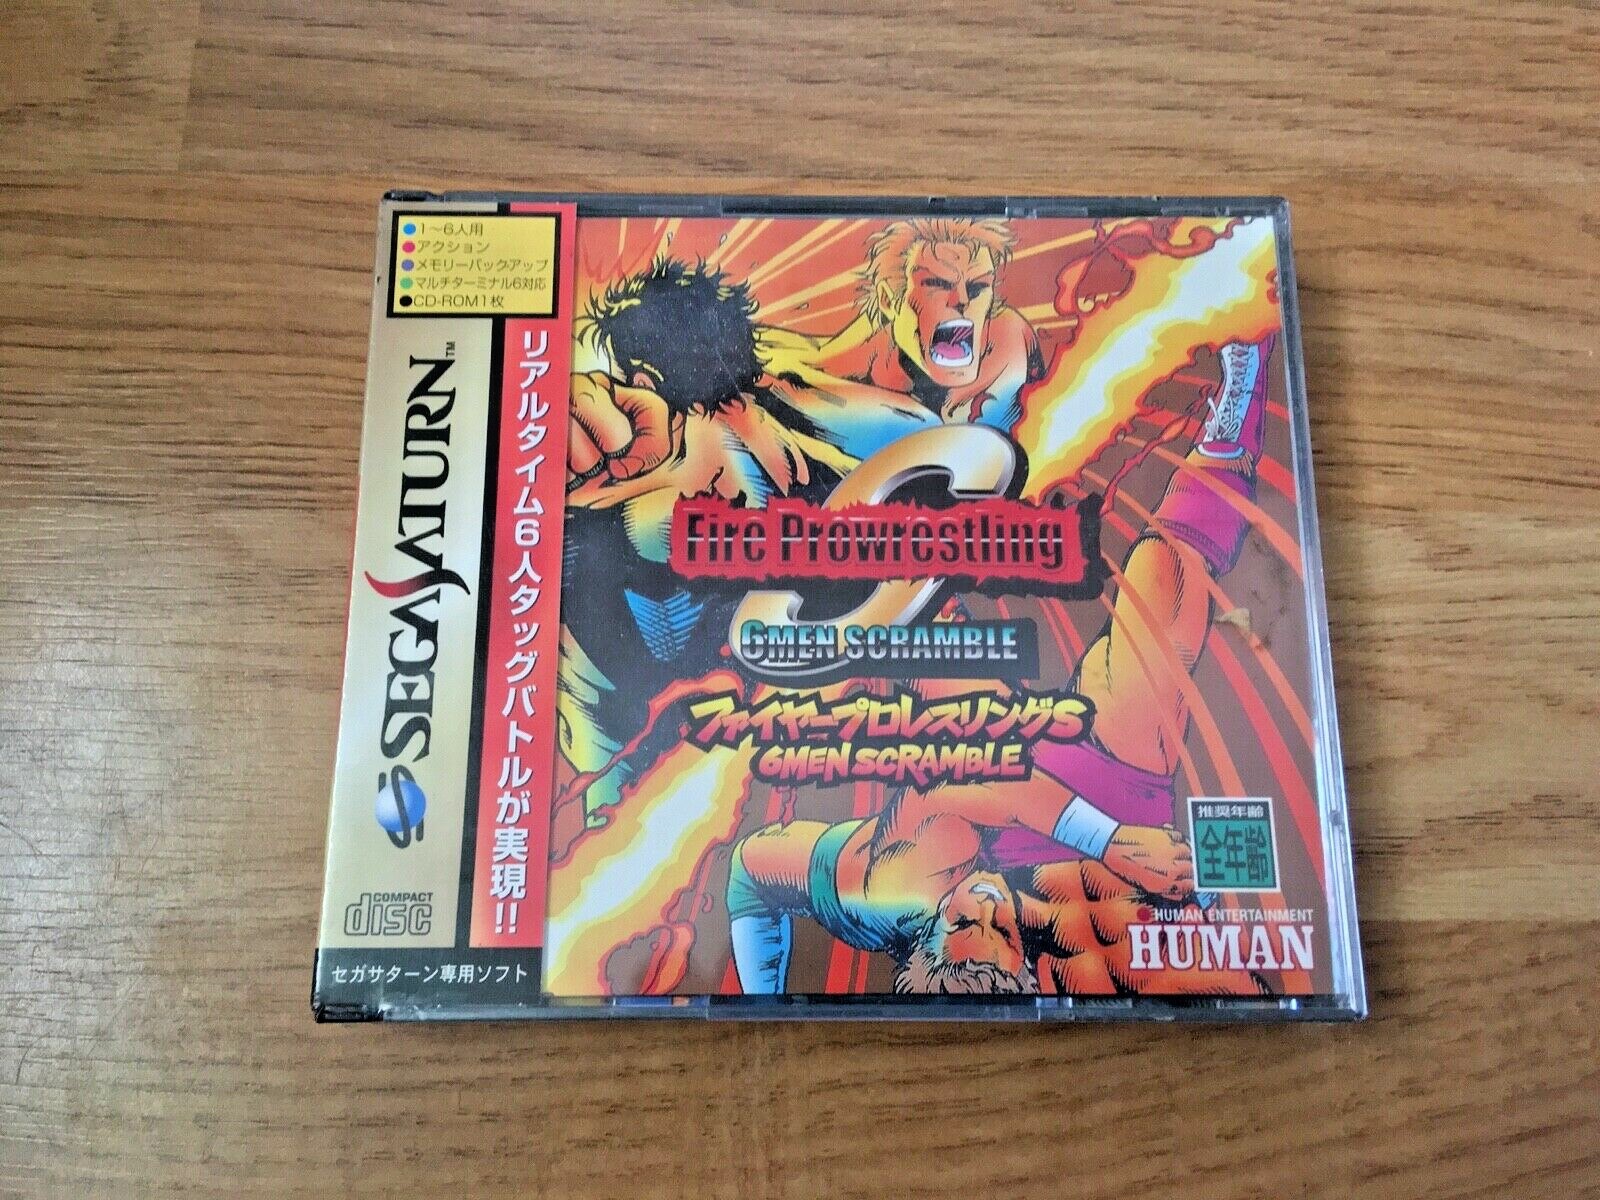 1～6人用
アクション
メモリーバックアップ
マルチターミナル6対応
CD-ROM1枚
SEGA SATURN™
COMPACT
disc
セガサターン専用ソフト
リアルタイム6人タッグバトルが実現!!
S
Fire Prowrestling
6MEN SCRAMBLE
ファイヤープロレスリングS
6MEN SCRAMBLE
推奨年齢
全年齢
HUMAN ENTERTAINMENT
HUMAN